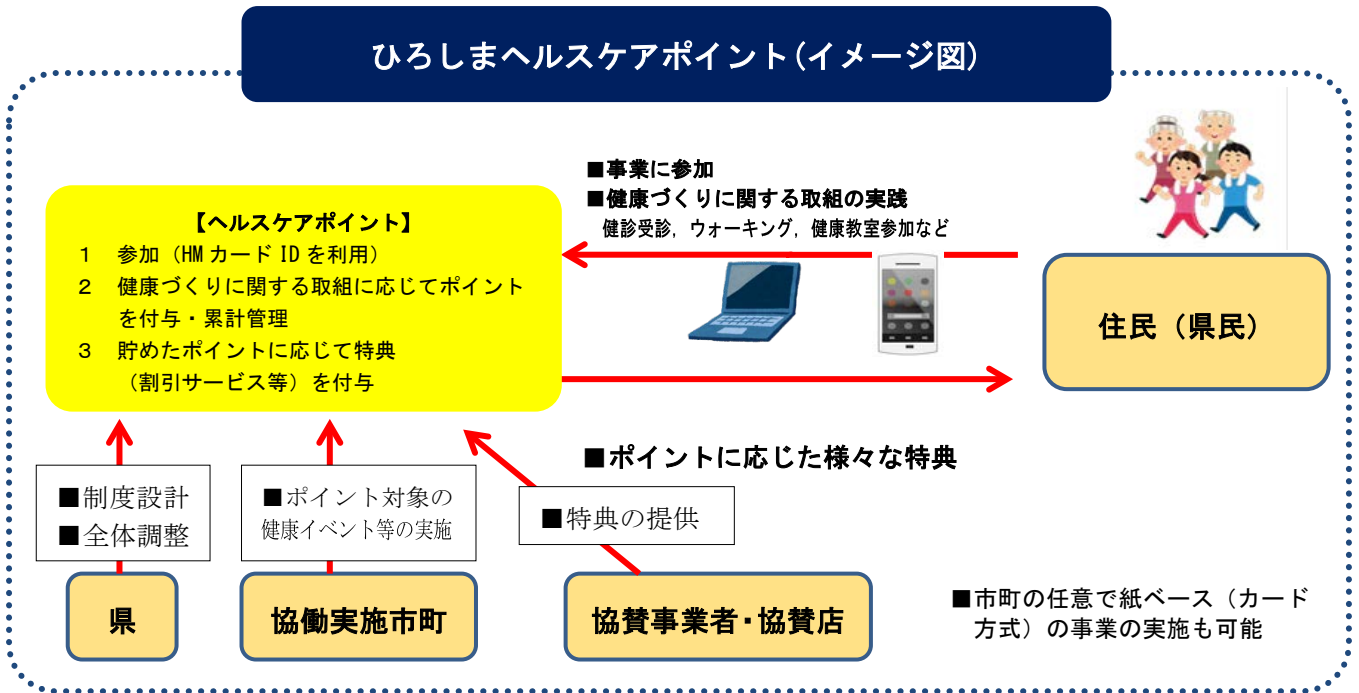 ひろしまヘルスケアポイント(イメージ図)
■事業に参加
■健康づくりに関する取組の実践
健診受診，ウォーキング，健康教室参加など
【ヘルスケアポイント】
１　参加（HMカードIDを利用）
２　健康づくりに関する取組に応じてポイント
を付与・累計管理
３　貯めたポイントに応じて特典
（割引サービス等）を付与
住民（県民）
■ポイントに応じた様々な特典
■制度設計
■全体調整
■ポイント対象の
健康イベント等の実施
■特典の提供
県
協働実施市町
協賛事業者・協賛店
■市町の任意で紙ベース（カード
方式）の事業の実施も可能